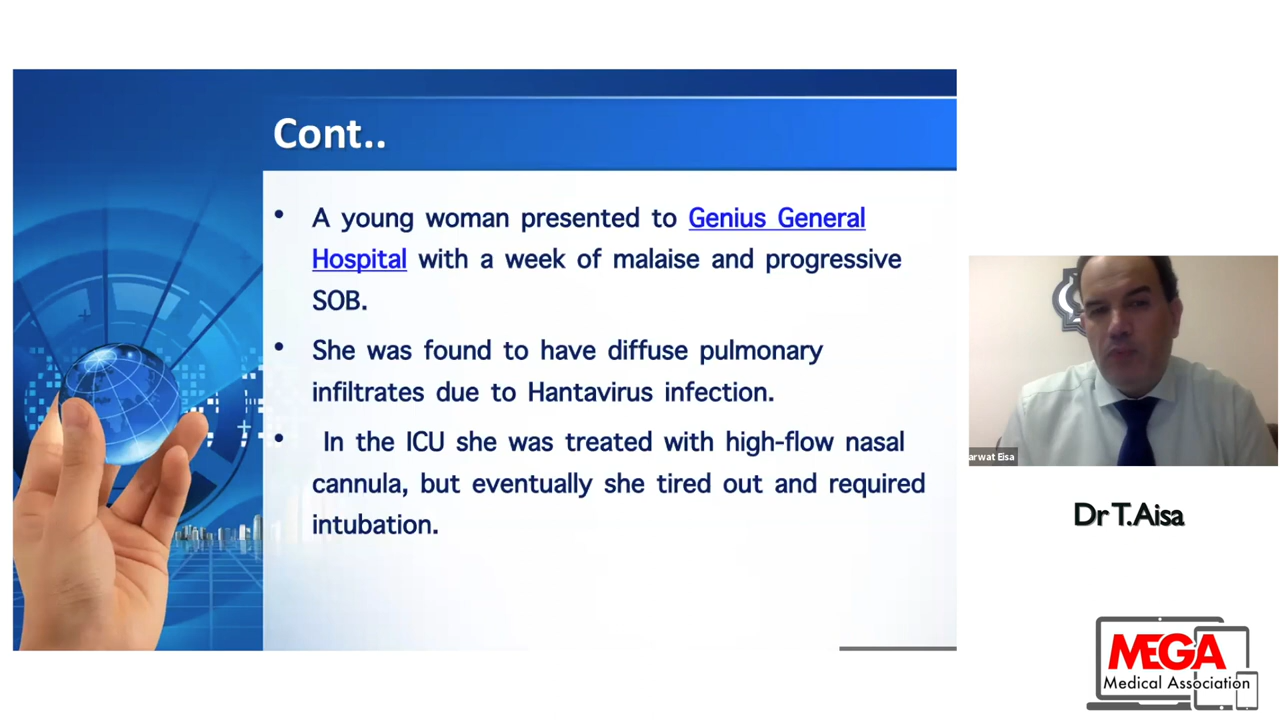 Cont..
• A young woman presented to Genius General
Hospital with a week of malaise and progressive
SOB.
• She was found to have diffuse pulmonary
infiltrates due to Hantavirus infection.
• In the ICU she was treated with high-flow nasal
cannula, but eventually she tired out and required
intubation.
arwat Eisa
Dr T.Aisa
MEGA
Medical Association